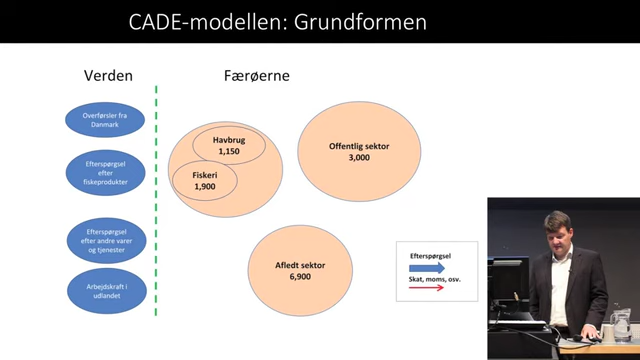 CADE-modellen: Grundformen
Verden
Færøerne
Overførsler fra
Danmark
Efterspørgsel
efter
fiskeprodukter
Efterspørgsel
efter andre varer
og tjenester
Arbejdskraft i
udlandet
Havbrug
1,150
Fiskeri
1,900
Offentlig sektor
3,000
Afledt sektor
6,900
Efterspørgsel
Skat, moms, osv.